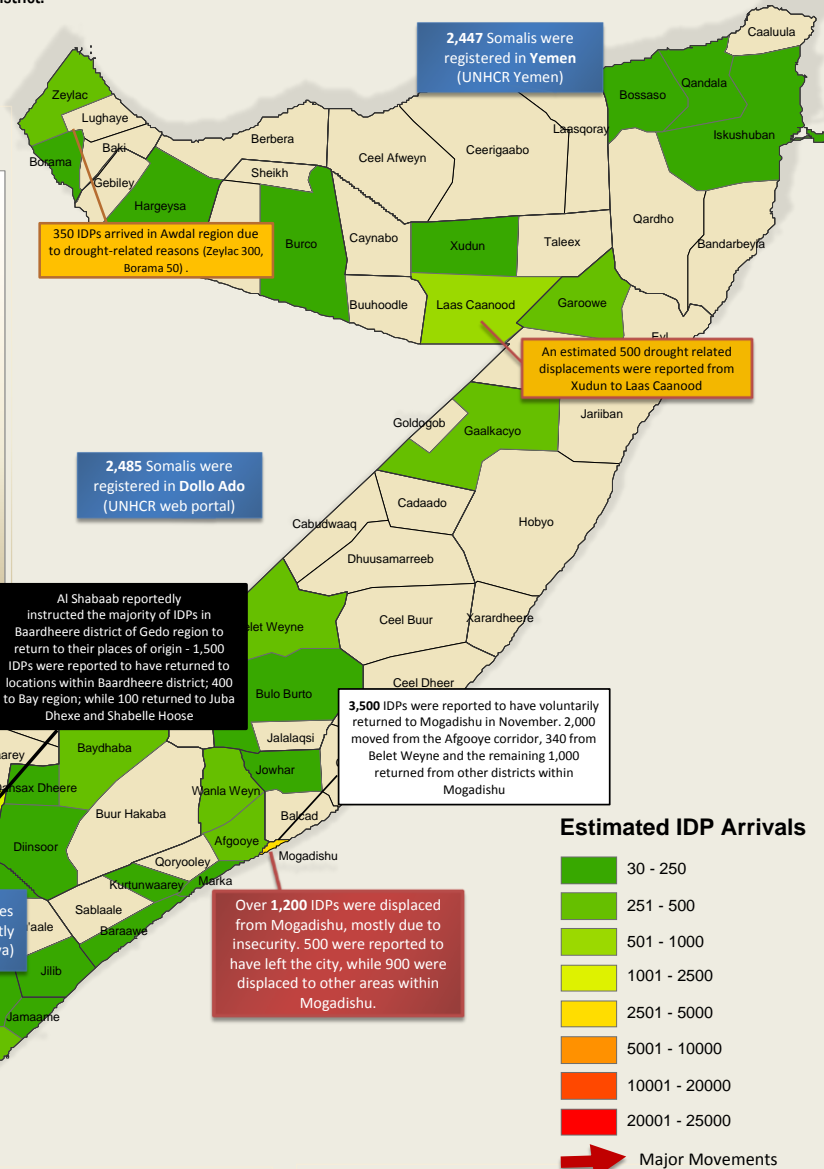 istrict.
2,447 Somalis were
registered in Yemen
(UNHCR Yemen)
Caaluula
Zeylac
Lughaye
Baki
Borama
Gebiley
Hargeysa
Berbera
Sheikh
Burco
Ceel Afweyn
Ceerigaabo
Laasqoray
Bossaso
Qandala
Iskushuban
Qardho
Bandarbeyla
Caynabo
Xudun
Taleex
Buuhoodle
Laas Caanood
Garoowe
Eyl
350 IDPs arrived in Awdal region due
to drought-related reasons (Zeylac 300,
Borama 50) .
An estimated 500 drought related
displacements were reported from
Xudun to Laas Caanood
Goldogob
Gaalkacyo
Jariiban
2,485 Somalis were
registered in Dollo Ado
(UNHCR web portal)
Cabudwaaq
Cadaado
Hobyo
Dhuusamarreeb
Al Shabaab reportedly
instructed the majority of IDPs in
Baardheere district of Gedo region to
return to their places of origin - 1,500
IDPs were reported to have returned to
locations within Baardheere district; 400
to Bay region; while 100 returned to Juba
Dhexe and Shabelle Hoose
elet Weyne
Ceel Buur
Xarardheere
Bulo Burto
Ceel Dheer
3,500 IDPs were reported to have voluntarily
returned to Mogadishu in November. 2,000
moved from the Afgooye corridor, 340 from
Belet Weyne and the remaining 1,000
returned from other districts within
Mogadishu
Jalalaqsi
arey
Baydhaba
Jowhar
ansax Dheere
Wanla Weyn
Buur Hakaba
Balcad
Diinsoor
Afgooye
Mogadishu
Qoryooley
Kurtunwaarey
Marka
Sablaale
Baraawe
es
tly
a)
'aale
Jilib
Jamaame
Over 1,200 IDPs were displaced
from Mogadishu, mostly due to
insecurity. 500 were reported to
have left the city, while 900 were
displaced to other areas within
Mogadishu.
Estimated IDP Arrivals
30 - 250
251 - 500
501 - 1000
1001 - 2500
2501 - 5000
5001 - 10000
10001 - 20000
20001 - 25000
Major Movements